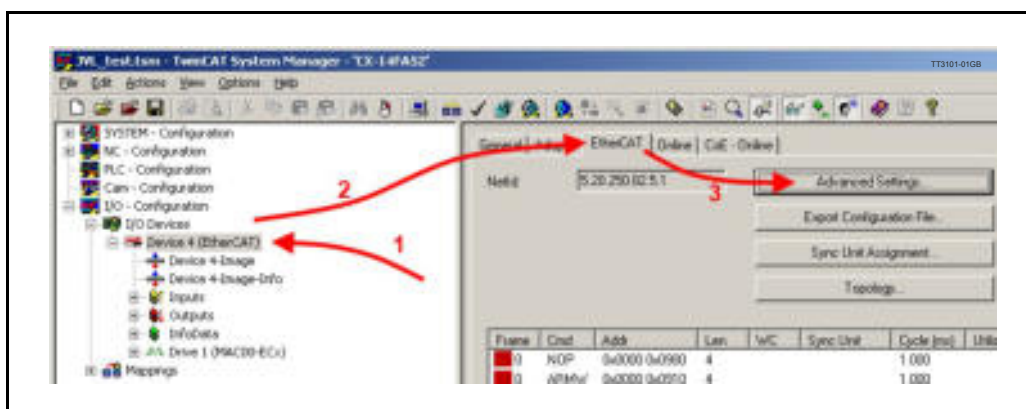 JVL_test.tsm - TwinCAT System Manager - 'CX-14FA52'
TT3101-01GB
File Edit Actions View Options Help
SYSTEM - Configuration
NC - Configuration
PLC - Configuration
Cam - Configuration
I/O - Configuration
I/O Devices
Device 4 (EtherCAT)
Device 4-Image
Device 4-Image-Info
Inputs
Outputs
InfoData
Drive 1 (MAC00-ECx)
Mappings
1
2
3
General EtherCAT Online CoE - Online
NetId: 5.20.250.82.5.1
Advanced Settings...
Export Configuration File...
Sync Unit Assignment...
Topology...
Frame Cmd Addr Len WC Sync Unit Cycle (ms)
0 NOP 0x0000 0x0900 4 1.000
0 ARMW 0x0000 0x0910 4 1.000